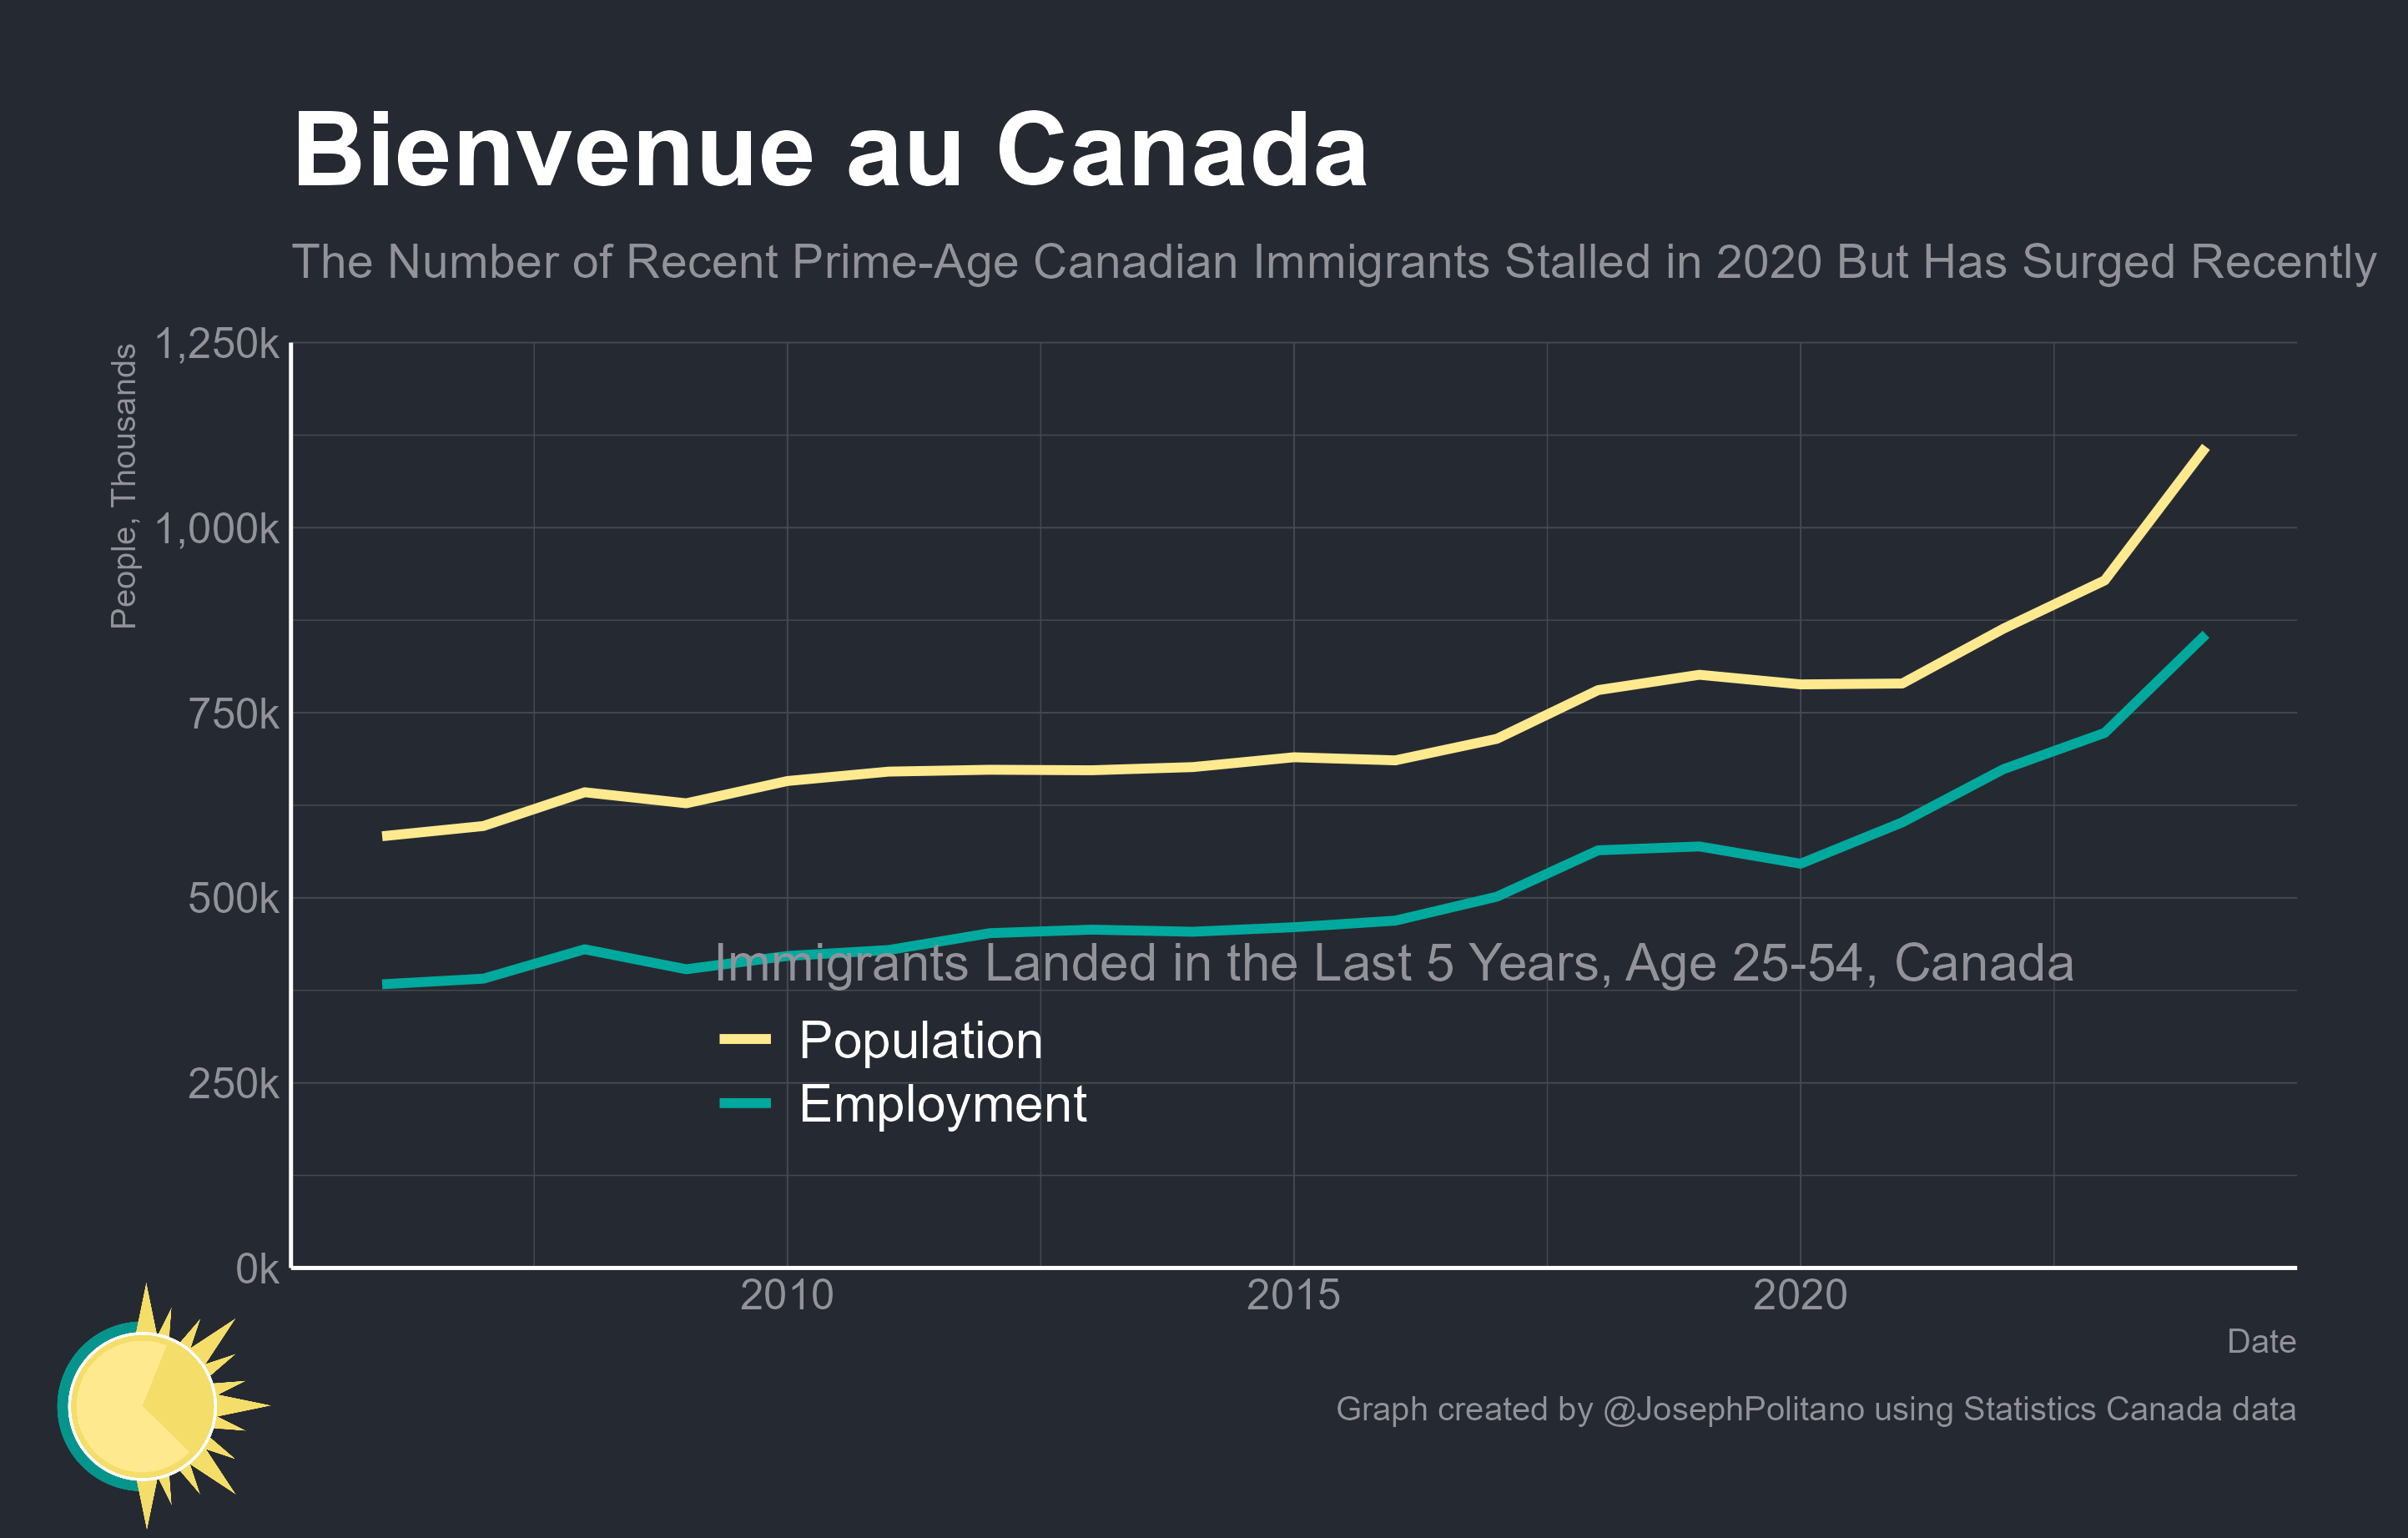 Bienvenue au Canada
The Number of Recent Prime-Age Canadian Immigrants Stalled in 2020 But Has Surged Recently
People, Thousands
1,250k
1,000k
750k
500k
250k
0k
Immigrants Landed in the Last 5 Years, Age 25-54, Canada
Population
Employment
2010 2015 2020
Date
Graph created by @JosephPolitano using Statistics Canada data